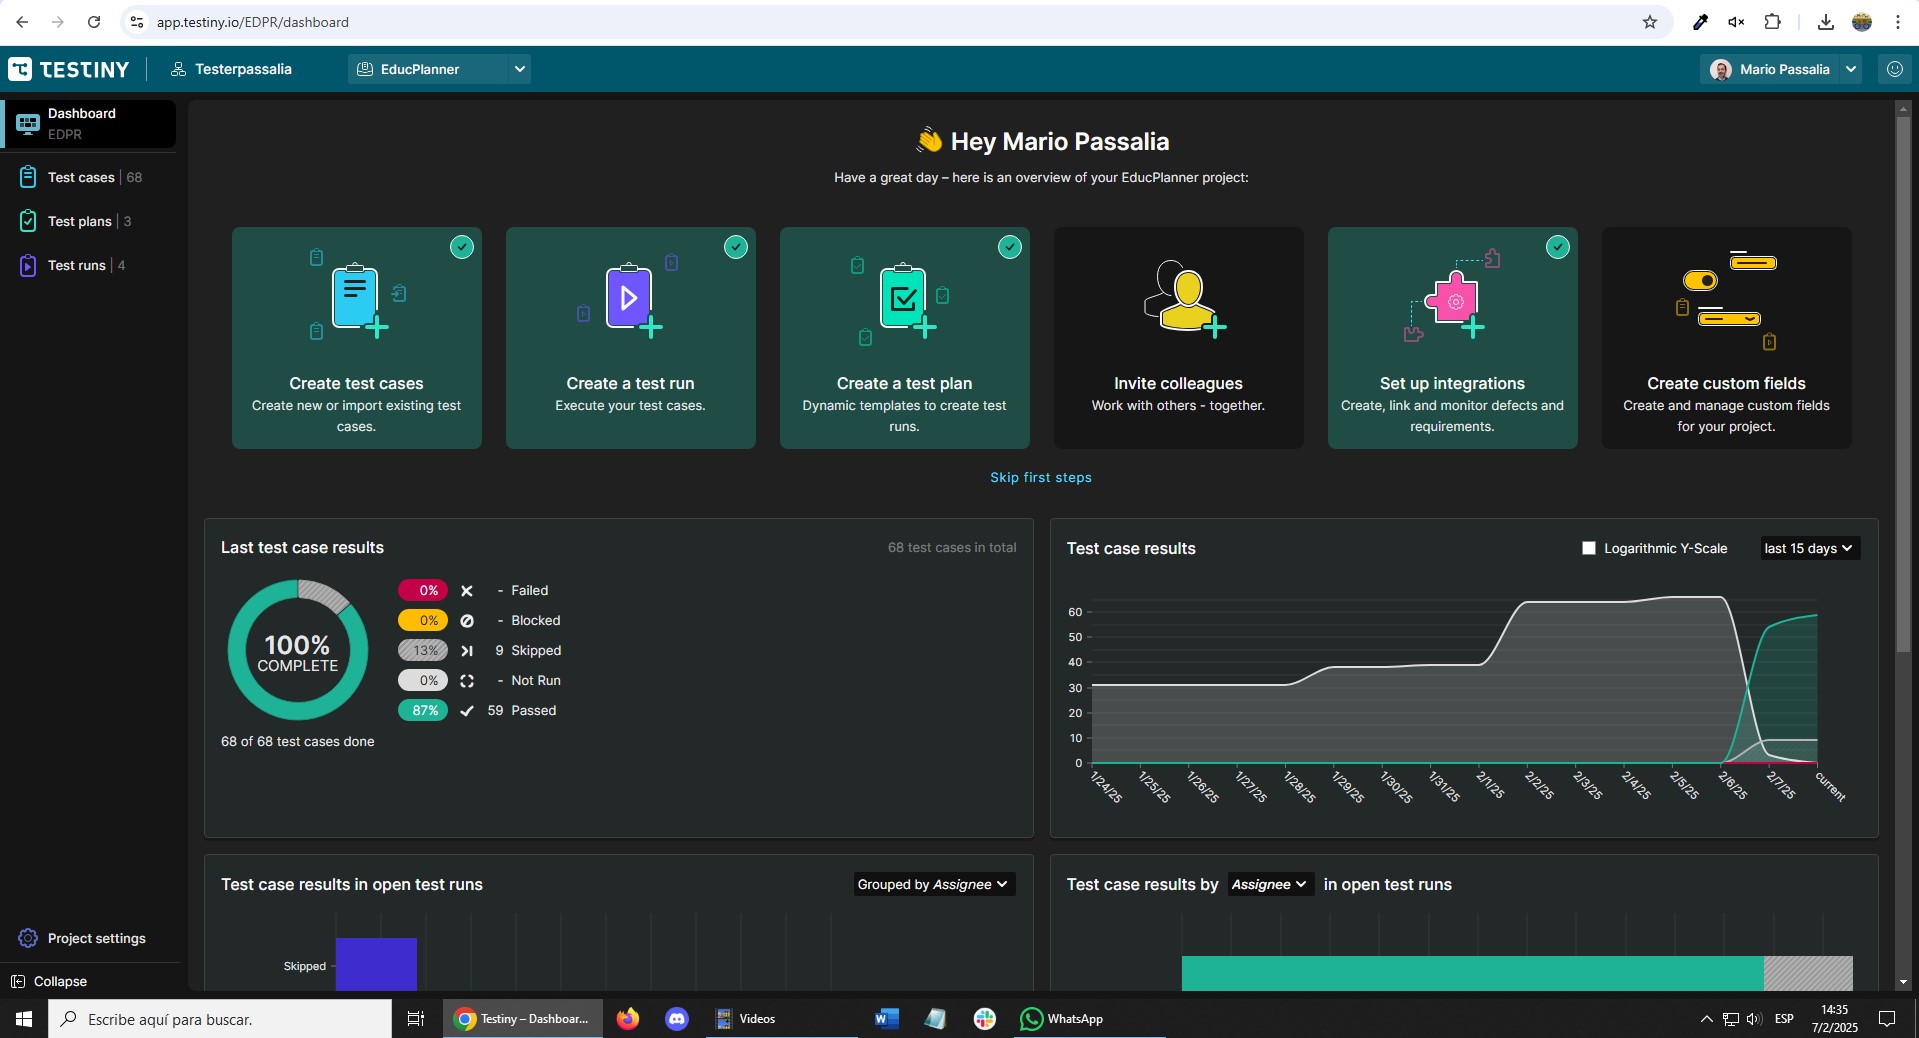 app.testiny.io/EDPR/dashboard
TESTINY
Testerpassalia
EducPlanner
Mario Passalia
Dashboard
EDPR
Test cases | 68
Test plans | 3
Test runs | 4
👋 Hey Mario Passalia
Have a great day – here is an overview of your EducPlanner project:
Create test cases
Create new or import existing test
cases.
Create a test run
Execute your test cases.
Create a test plan
Dynamic templates to create test
runs.
Invite colleagues
Work with others - together.
Set up integrations
Create, link and monitor defects and
requirements.
Create custom fields
Create and manage custom fields
for your project.
Skip first steps
Last test case results
68 test cases in total
100%
COMPLETE
68 of 68 test cases done
0% - Failed
0% - Blocked
13% 9 Skipped
0% - Not Run
87% 59 Passed
Test case results
Logarithmic Y-Scale
last 15 days
60
50
40
30
20
10
0
1/24/25
1/25/25
1/26/25
1/27/25
1/28/25
1/29/25
1/30/25
1/31/25
2/1/25
2/2/25
2/3/25
2/4/25
2/5/25
2/6/25
2/7/25
current
Test case results in open test runs
Grouped by Assignee
Skipped
Test case results by Assignee in open test runs
Project settings
Collapse
Escribe aquí para buscar.
Testiny – Dashboar...
Videos
WhatsApp
ESP
14:35
7/2/2025